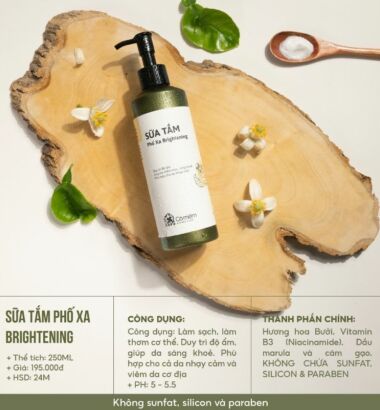 SỮA TẮM
Phố Xa Brightening
Cỏ mềm
SỮA TẮM PHỐ XA
BRIGHTENING
+ Thể tích: 250ML
+ Giá: 195.000đ
+ HSD: 24M
CÔNG DỤNG:
Công dụng: Làm sạch, làm
thơm cơ thể. Duy trì độ ẩm,
giúp da sáng khoẻ. Phù
hợp cho cả da nhạy cảm và
viêm da cơ địa
+ PH: 5 - 5.5
THÀNH PHẦN CHÍNH:
Hương hoa Bưởi, Vitamin
B3 (Niacinamide), Dầu
marula và cám gạo.
KHÔNG CHỨA SUNFAT,
SILICON & PARABEN
Không sunfat, silicon và paraben